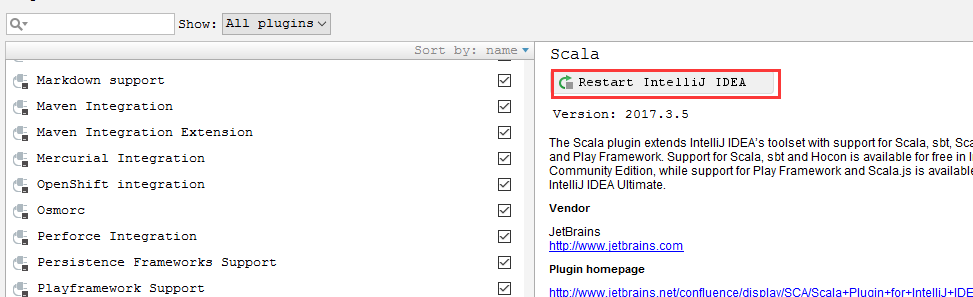 Show: All plugins
Sort by: name
Markdown support
Maven Integration
Maven Integration Extension
Mercurial Integration
OpenShift integration
Osmorc
Perforce Integration
Persistence Frameworks Support
Playframework Support
Scala
Restart IntelliJ IDEA
Version: 2017.3.5
The Scala plugin extends IntelliJ IDEA's toolset with support for Scala, sbt, Sca
and Play Framework. Support for Scala, sbt and Hocon is available for free in I
Community Edition, while support for Play Framework and Scala.js is available
IntelliJ IDEA Ultimate.
Vendor
JetBrains
http://www.jetbrains.com
Plugin homepage
http://www.jetbrains.net/confluence/display/SCA/Scala+Plugin+for+IntelliJ+IDE